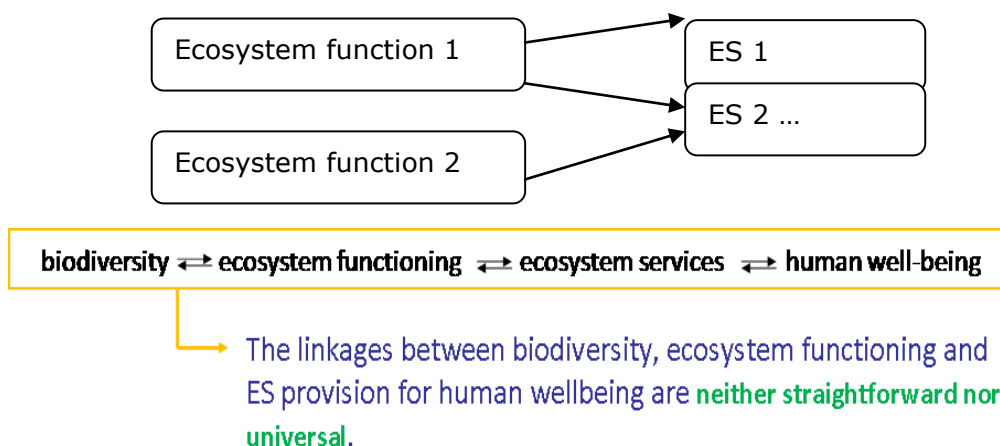 Ecosystem function 1
ES 1
ES 2 …
Ecosystem function 2
biodiversity ⇄ ecosystem functioning ⇄ ecosystem services ⇄ human well-being
The linkages between biodiversity, ecosystem functioning and
ES provision for human wellbeing are neither straightforward nor
universal.